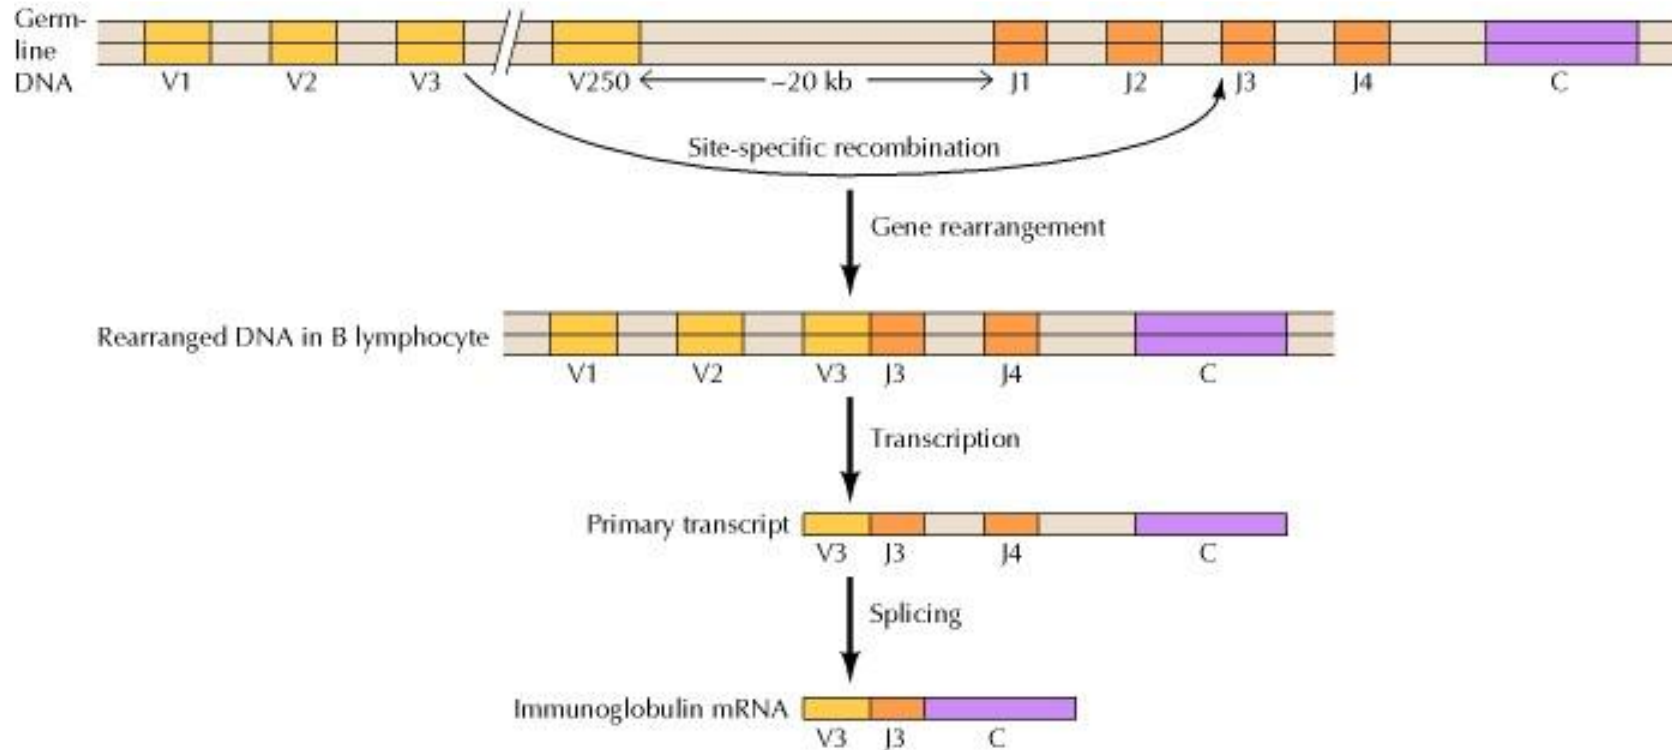 Germ-
line
DNA
V1 V2 V3 V250 ~20 kb J1 J2 J3 J4 C
Site-specific recombination
Gene rearrangement
Rearranged DNA in B lymphocyte
V1 V2 V3 J3 J4 C
Transcription
Primary transcript
V3 J3 J4 C
Splicing
Immunoglobulin mRNA
V3 J3 C